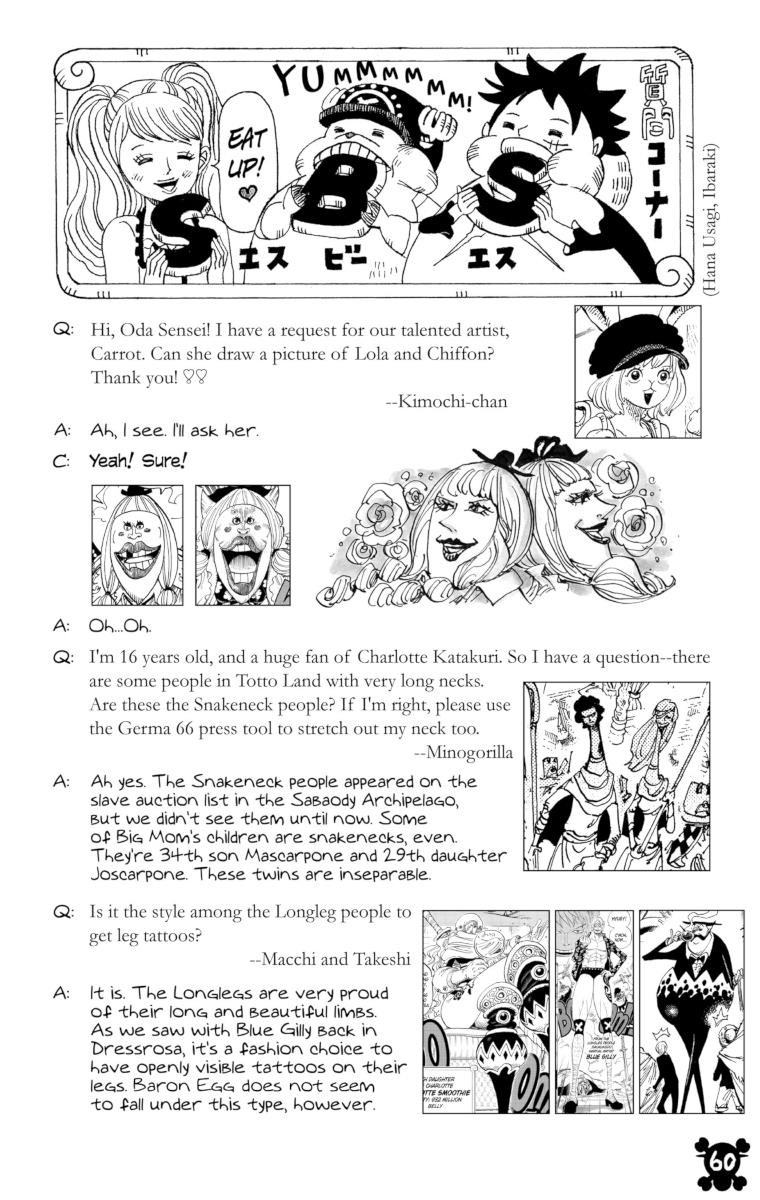 YUMMMMMM!
EAT
UP! ♡
S B S
エス ビー エス
質問コーナー
(Hana Usagi, Ibaraki)
Q: Hi, Oda Sensei! I have a request for our talented artist,
Carrot. Can she draw a picture of Lola and Chiffon?
Thank you! ♡♡
--Kimochi-chan
A: Ah, I see. I'll ask her.
C: Yeah! Sure!
A: Oh...Oh.
Q: I'm 16 years old, and a huge fan of Charlotte Katakuri. So I have a question--there
are some people in Totto Land with very long necks.
Are these the Snakeneck people? If I'm right, please use
the Germa 66 press tool to stretch out my neck too.
--Minogorilla
A: Ah yes. The Snakeneck people appeared on the
slave auction list in the Sabaody Archipelago,
but we didn't see them until now. Some
of Big Mom's children are snakenecks, even.
They're 34th son Mascarpone and 29th daughter
Joscarpone. These twins are inseparable.
Q: Is it the style among the Longleg people to
get leg tattoos?
--Macchi and Takeshi
A: It is. The Longlegs are very proud
of their long and beautiful limbs.
As we saw with Blue Gilly back in
Dressrosa, it's a fashion choice to
have openly visible tattoos on their
legs. Baron Egg does not seem
to fall under this type, however.
H DAUGHTER
CHARLOTTE
TTE SMOOTHIE
TY: 932 MILLION
BELLY
BLUE GILLY
60